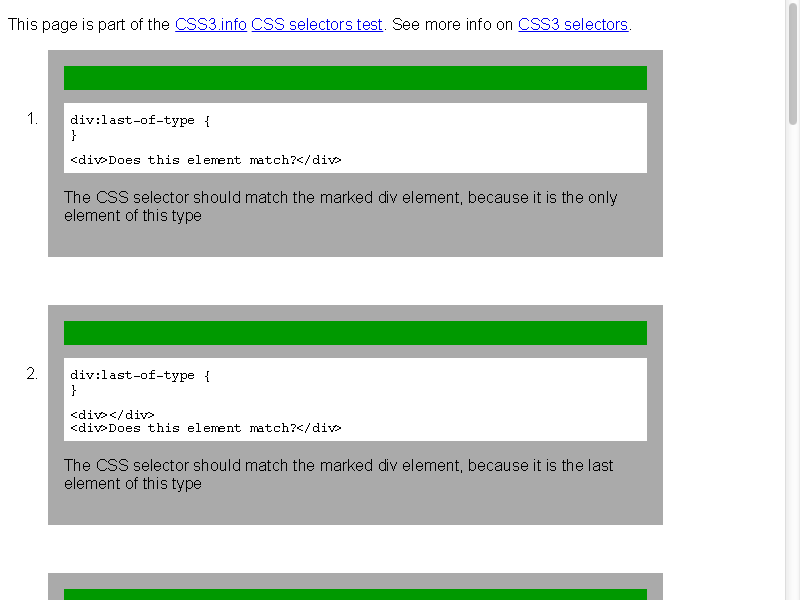 This page is part of the CSS3.info CSS selectors test. See more info on CSS3 selectors.
1.
div:last-of-type {
}
<div>Does this element match?</div>
The CSS selector should match the marked div element, because it is the only
element of this type
2.
div:last-of-type {
}
<div></div>
<div>Does this element match?</div>
The CSS selector should match the marked div element, because it is the last
element of this type